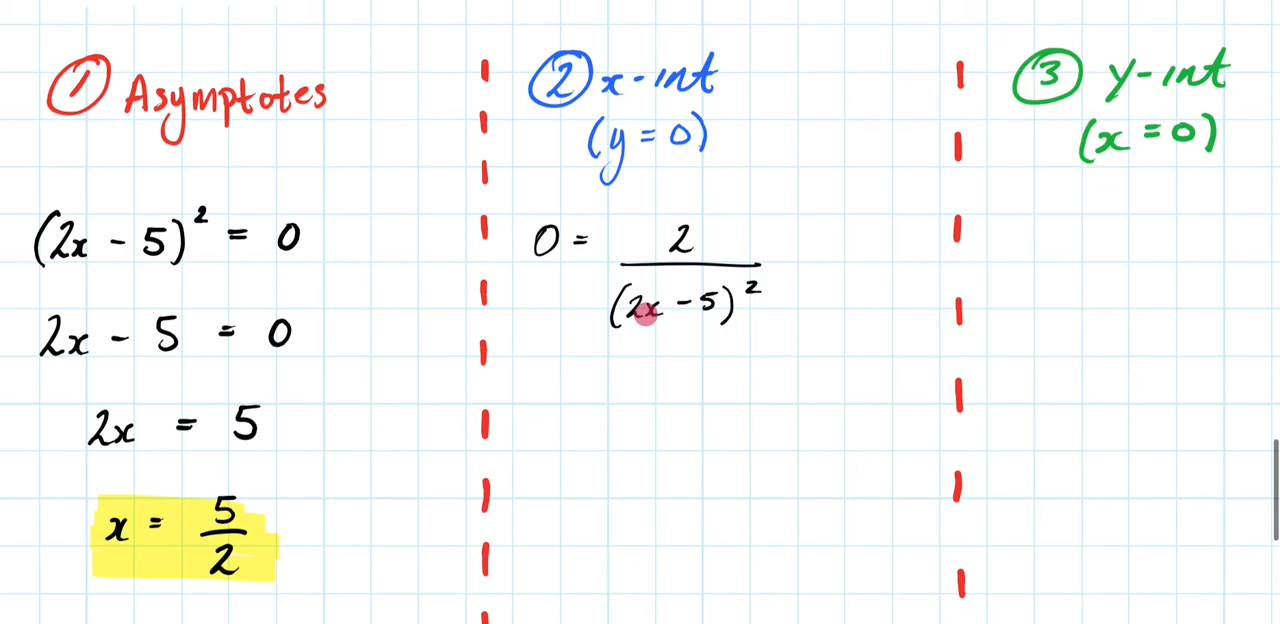 ① Asymptotes
(2x - 5)² = 0
2x - 5 = 0
2x = 5
x = 5/2
② x-int
(y = 0)
0 = 2/(2x - 5)²
③ y-int
(x = 0)